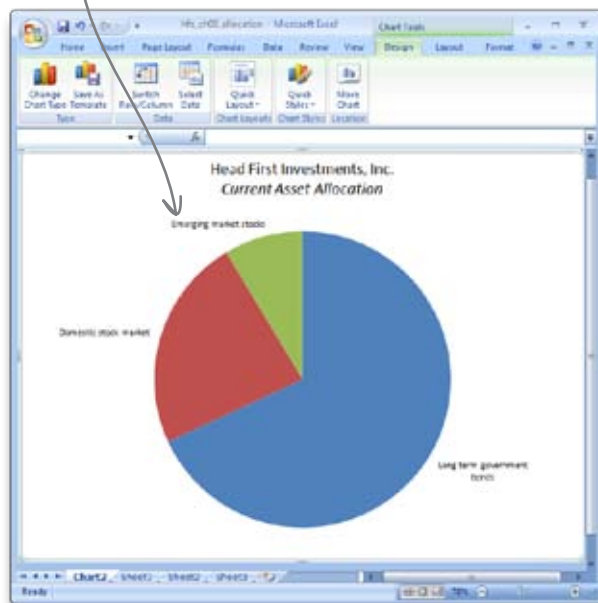 hfc_ch08.allocation - Microsoft Excel
Chart Tools
Home Insert Page Layout Formulas Data Review View Design Layout Format
Change Chart Type
Save As Template
Switch Row/Column
Select Data
Quick Layout
Quick Styles
Move Chart
Type
Data
Chart Layouts
Chart Styles
Location
fx
Head First Investments, Inc.
Current Asset Allocation
Emerging market stocks
Domestic stock market
Long term government
bonds
Sheet1 Sheet2 Sheet3
Ready